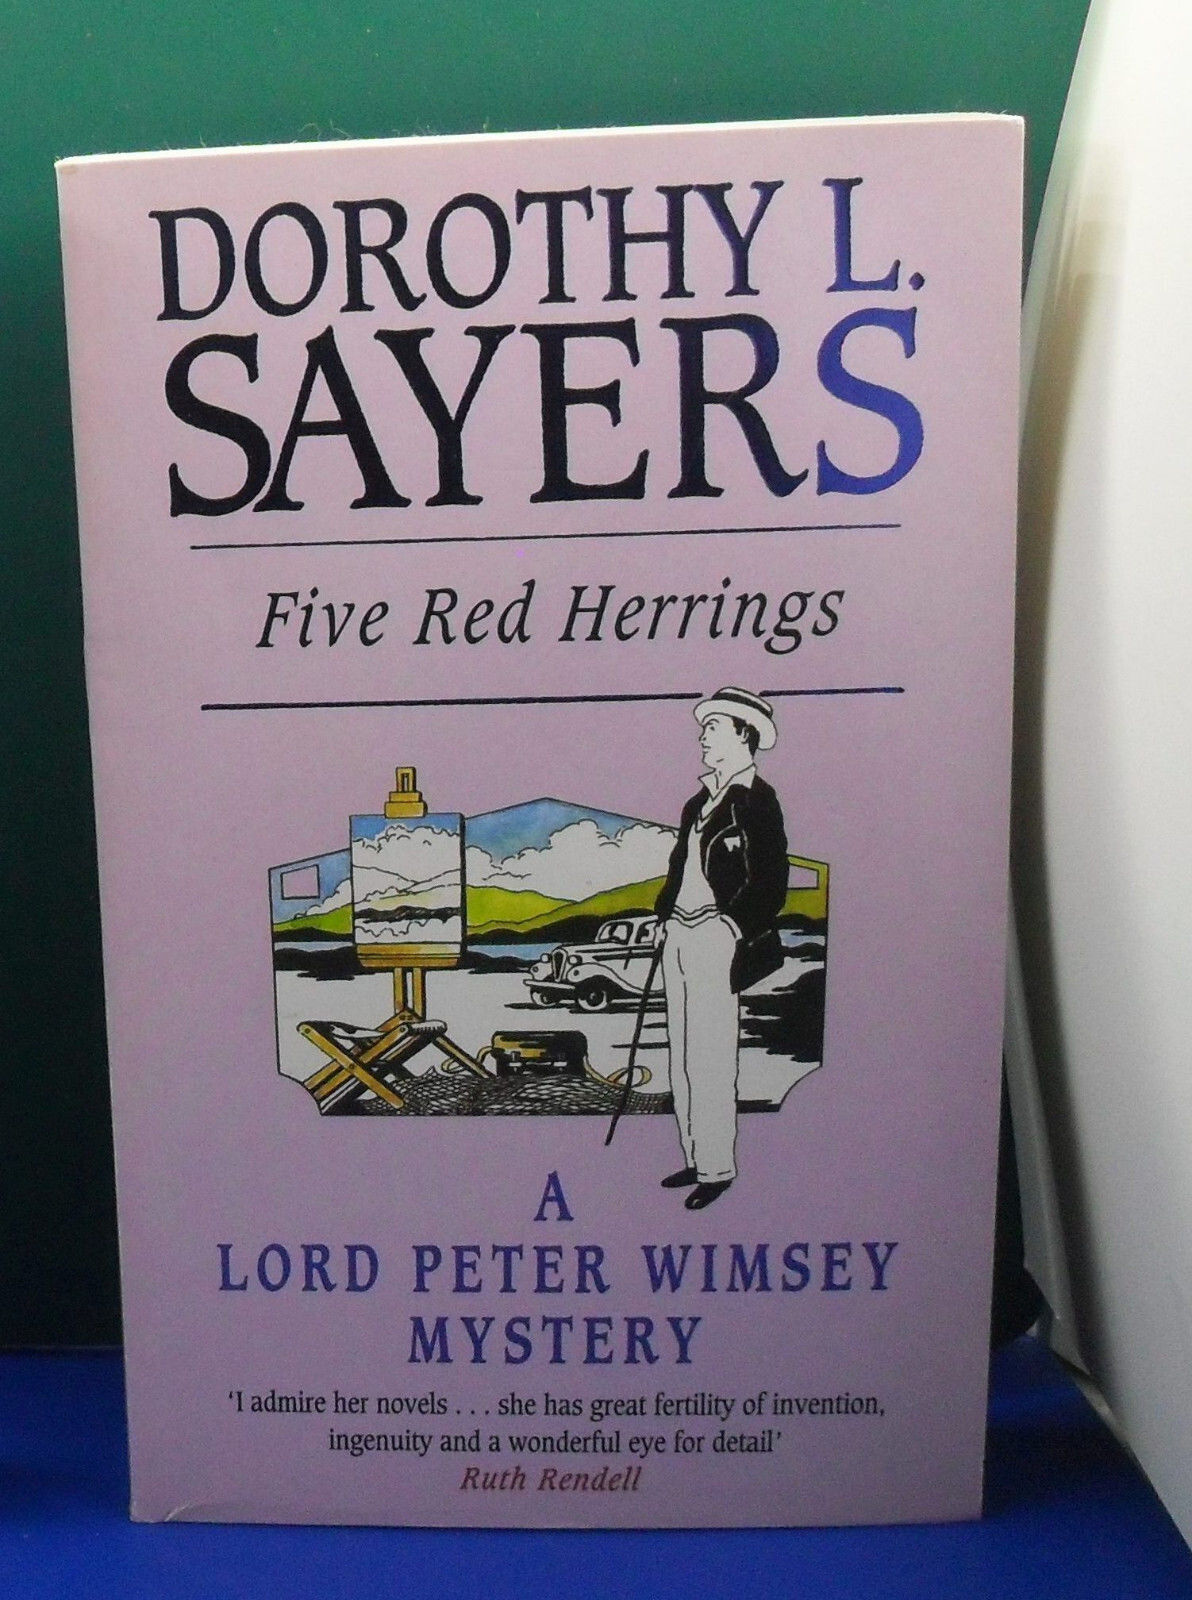 DOROTHY L.
SAYERS
Five Red Herrings
A
LORD PETER WIMSEY
MYSTERY
'I admire her novels . . . she has great fertility of invention,
ingenuity and a wonderful eye for detail'
Ruth Rendell